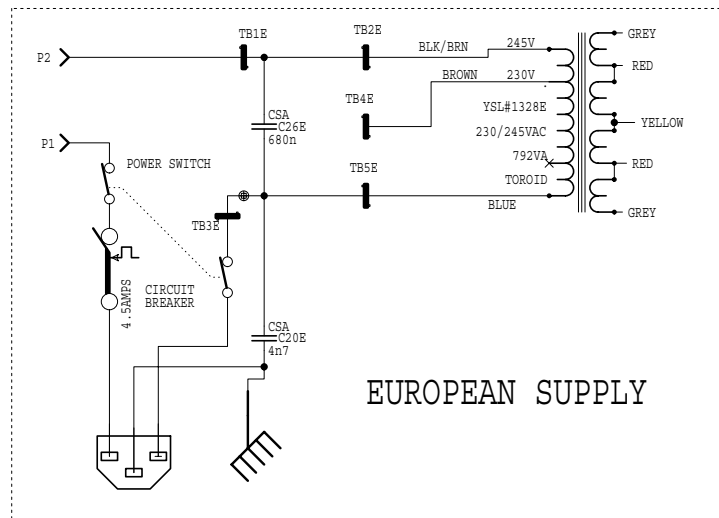 TB1E
TB2E
BLK/BRN
245V
GREY
P2
BROWN
230V
RED
CSA
C26E
680n
TB4E
YSL#1328E
YELLOW
230/245VAC
P1
792VA
RED
POWER SWITCH
TB5E
TOROID
BLUE
GREY
TB3E
CIRCUIT
BREAKER
4.5AMPS
CSA
C20E
4n7
EUROPEAN SUPPLY